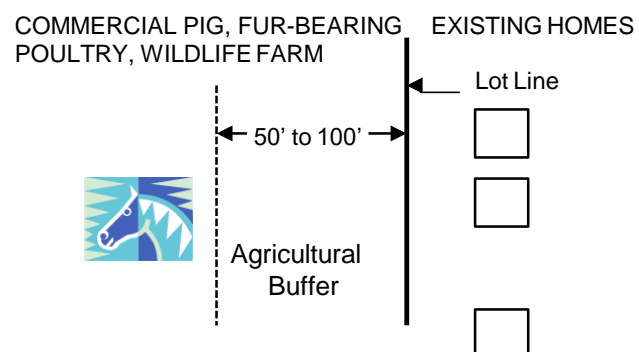 COMMERCIAL PIG, FUR-BEARING
POULTRY, WILDLIFE FARM
EXISTING HOMES
Lot Line
50’ to 100’
Agricultural
Buffer